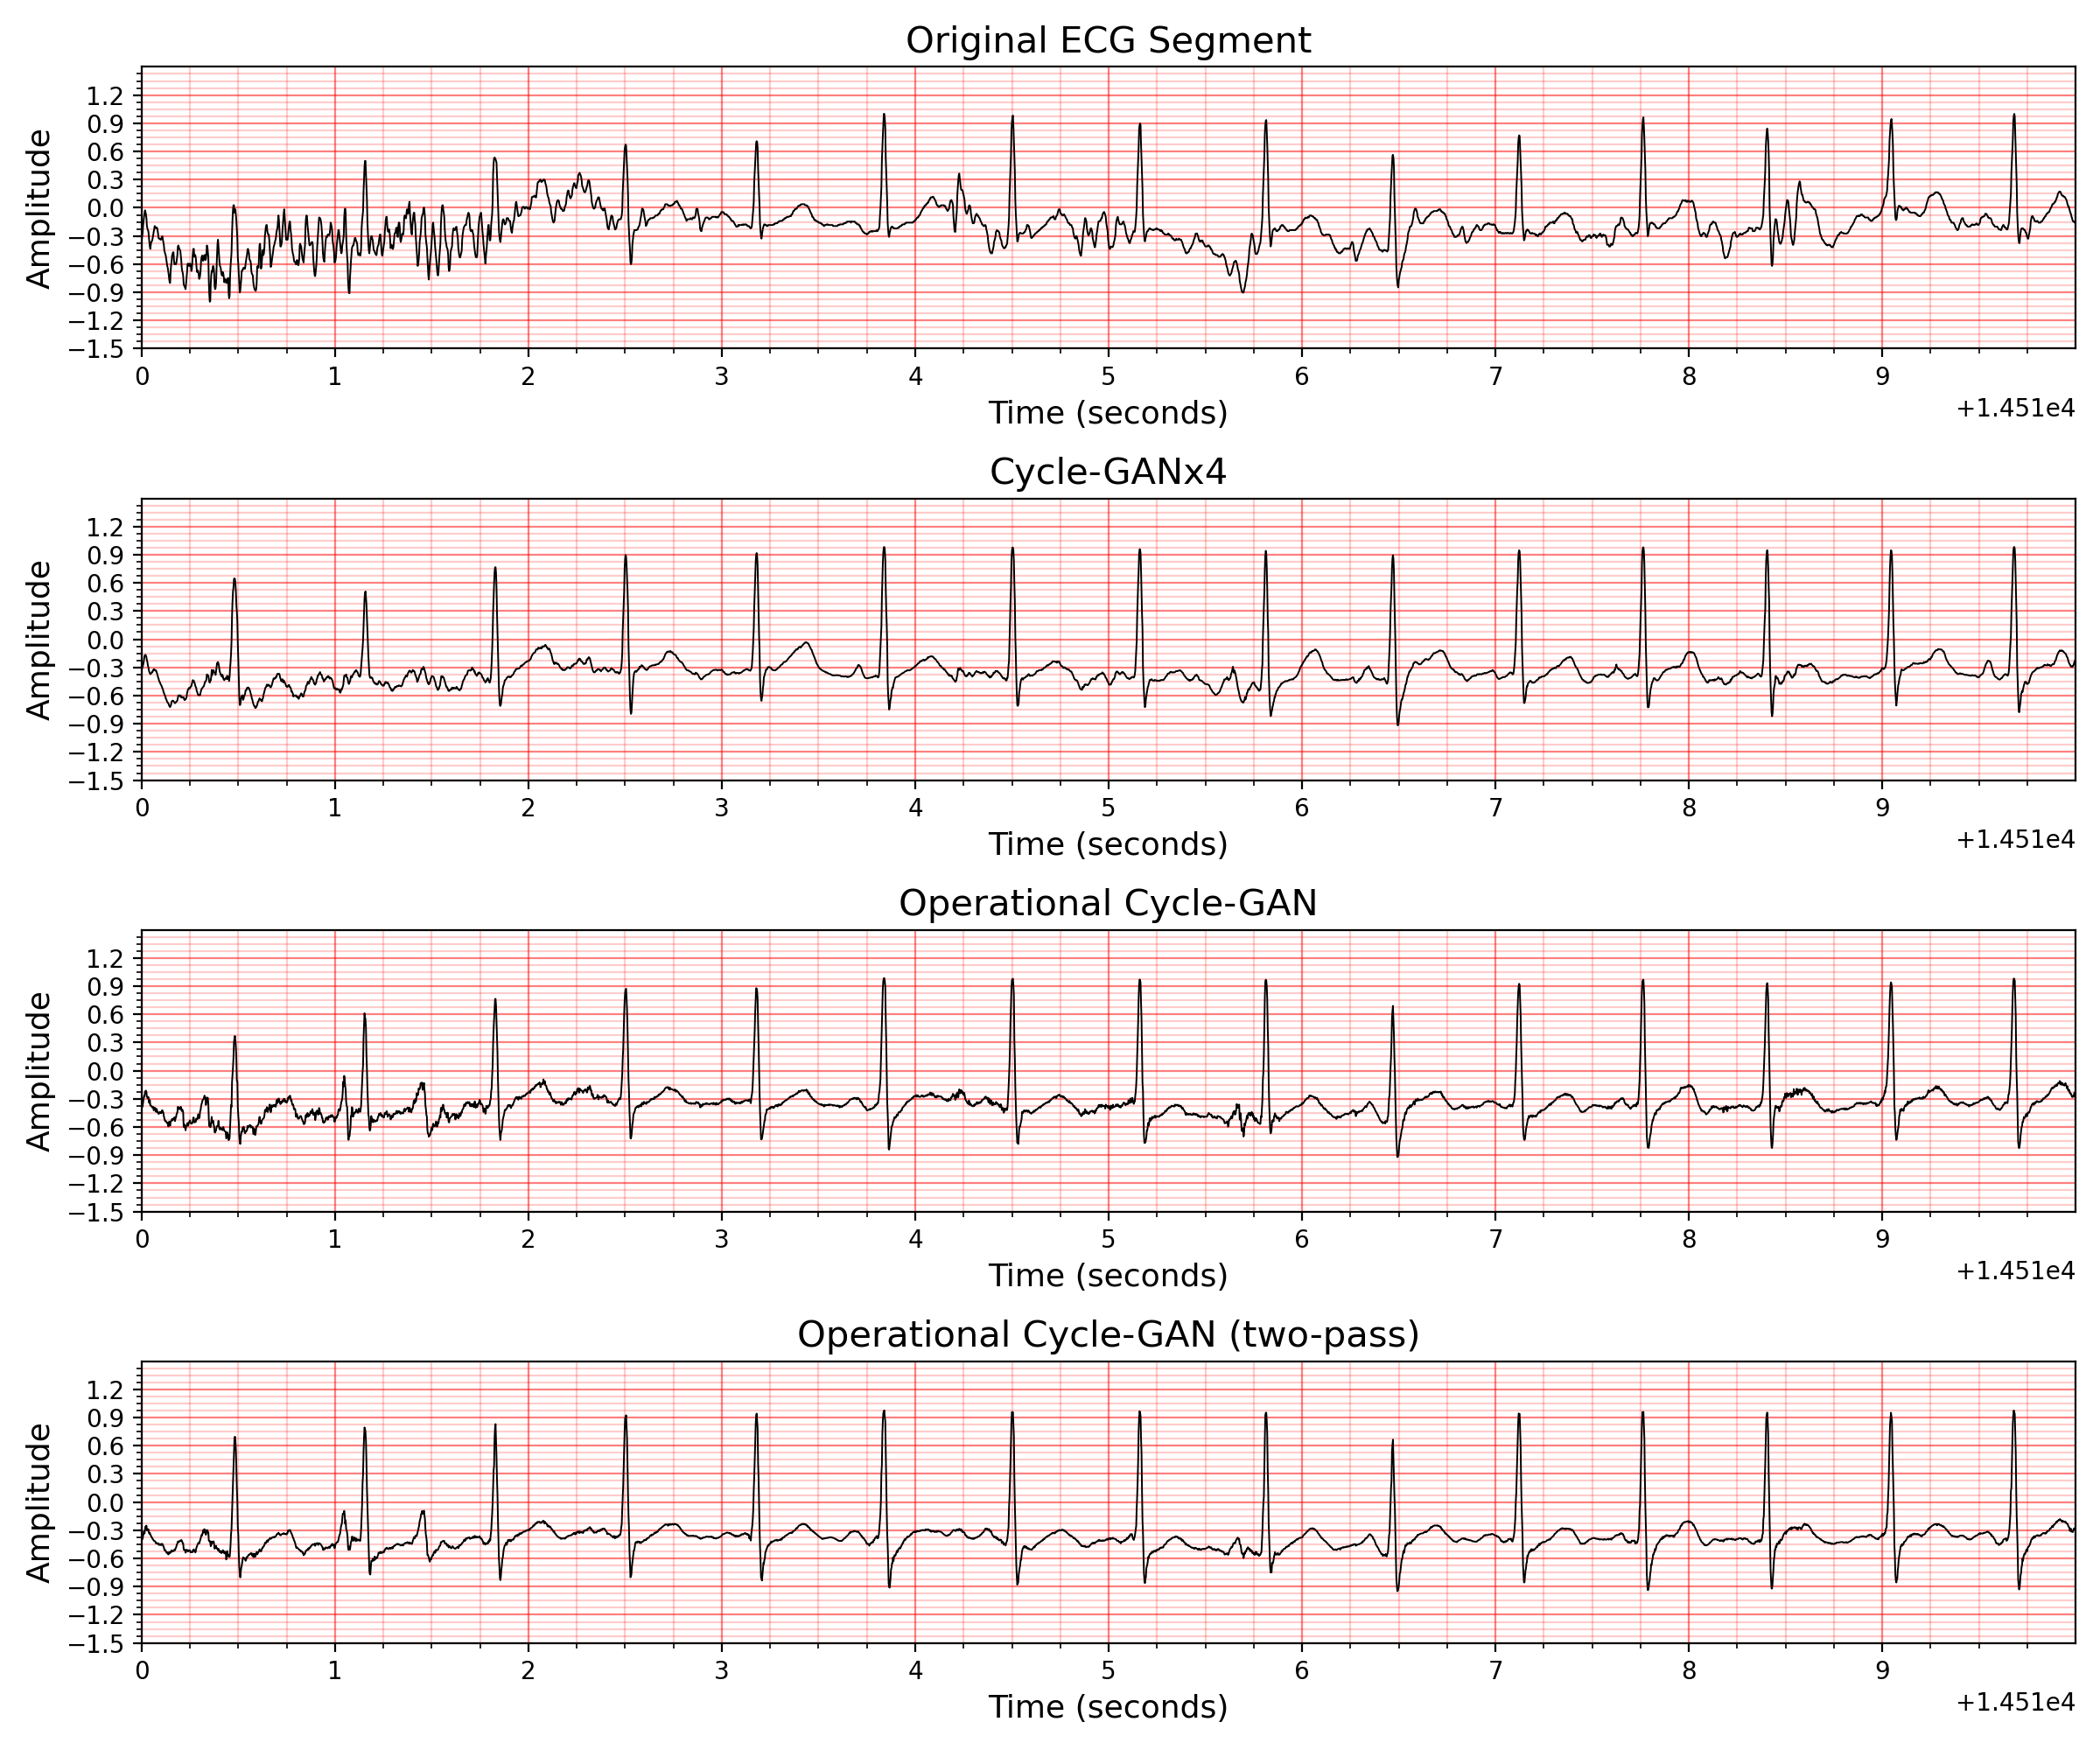 Original ECG Segment
Amplitude
1.2
0.9
0.6
0.3
0.0
−0.3
−0.6
−0.9
−1.2
−1.5
0 1 2 3 4 5 6 7 8 9
Time (seconds)
+1.451e4
Cycle-GANx4
Amplitude
1.2
0.9
0.6
0.3
0.0
−0.3
−0.6
−0.9
−1.2
−1.5
0 1 2 3 4 5 6 7 8 9
Time (seconds)
+1.451e4
Operational Cycle-GAN
Amplitude
1.2
0.9
0.6
0.3
0.0
−0.3
−0.6
−0.9
−1.2
−1.5
0 1 2 3 4 5 6 7 8 9
Time (seconds)
+1.451e4
Operational Cycle-GAN (two-pass)
Amplitude
1.2
0.9
0.6
0.3
0.0
−0.3
−0.6
−0.9
−1.2
−1.5
0 1 2 3 4 5 6 7 8 9
Time (seconds)
+1.451e4